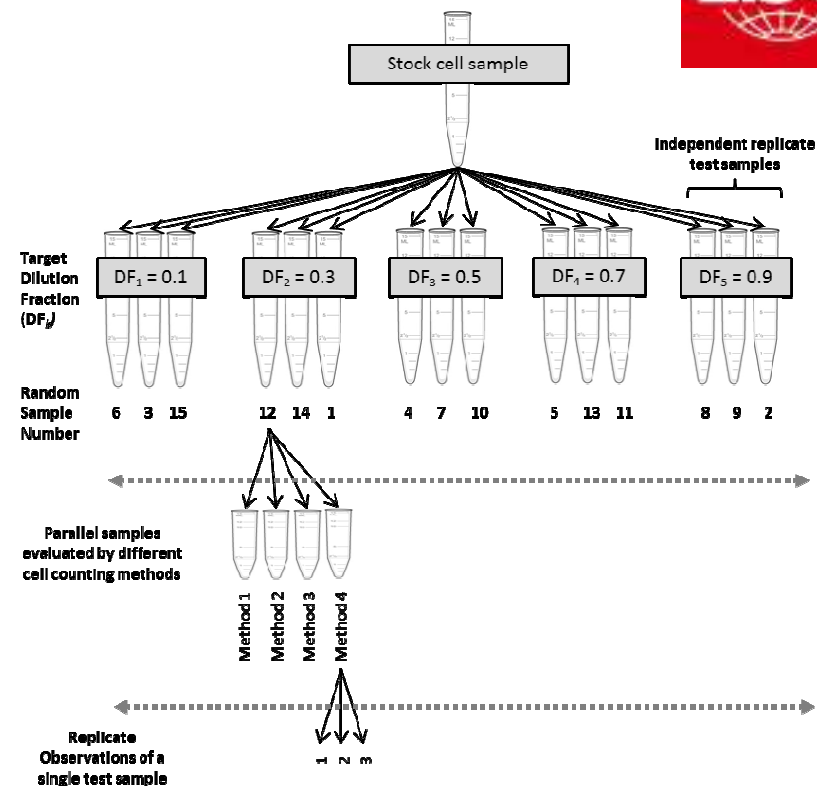 Stock cell sample
Independent replicate
test samples
Target
Dilution
Fraction
(DFᵢ)
DF₁ = 0.1
DF₂ = 0.3
DF₃ = 0.5
DF₄ = 0.7
DF₅ = 0.9
Random
Sample
Number
6 3 15
12 14 1
4 7 10
5 13 11
8 9 2
Parallel samples
evaluated by different
cell counting methods
Method 1
Method 2
Method 3
Method 4
Replicate
Observations of a
single test sample
1
2
3